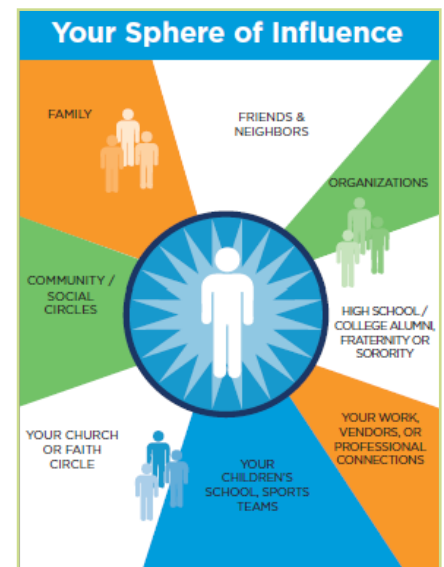 Your Sphere of Influence
FAMILY
FRIENDS &
NEIGHBORS
ORGANIZATIONS
COMMUNITY /
SOCIAL
CIRCLES
HIGH SCHOOL /
COLLEGE ALUMNI,
FRATERNITY OR
SORORITY
YOUR WORK,
VENDORS, OR
PROFESSIONAL
CONNECTIONS
YOUR CHURCH
OR FAITH
CIRCLE
YOUR
CHILDREN'S
SCHOOL, SPORTS
TEAMS